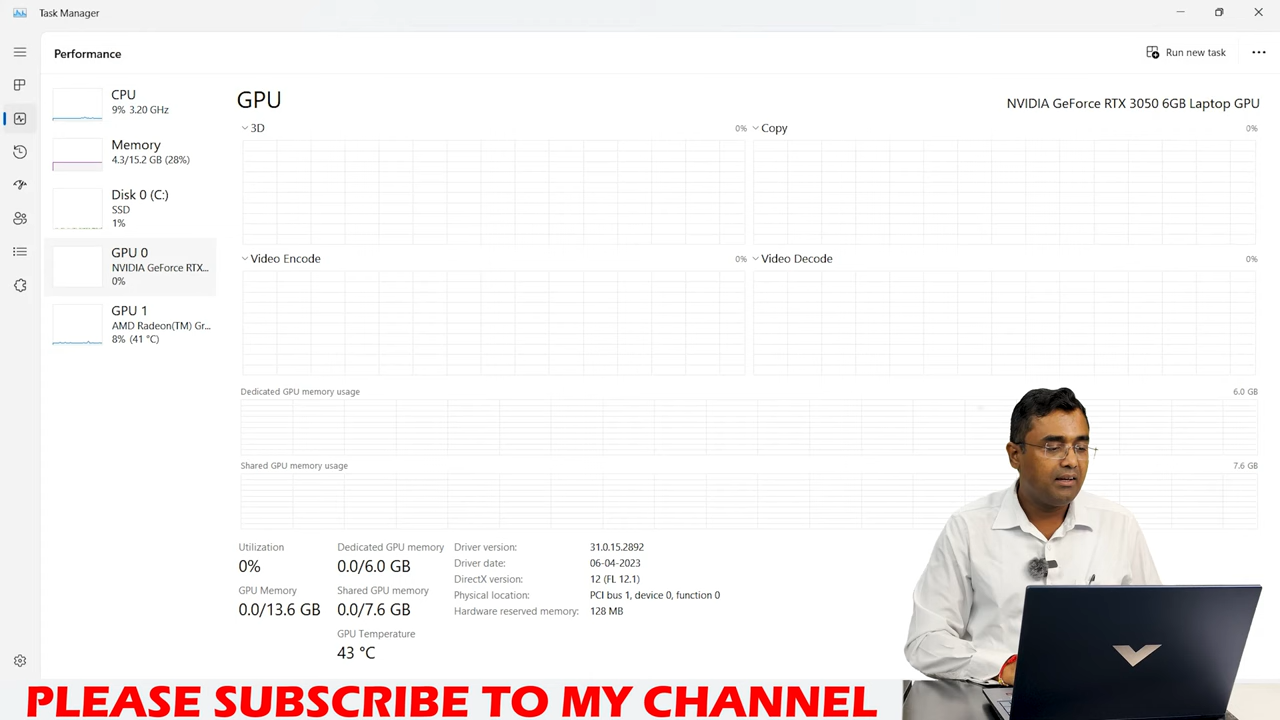 Task Manager
Performance
Run new task
CPU
9% 3.20 GHz
Memory
4.3/15.2 GB (28%)
Disk 0 (C:)
SSD
1%
GPU 0
NVIDIA GeForce RTX...
0%
GPU 1
AMD Radeon(TM) Gr...
8% (41 °C)
GPU
NVIDIA GeForce RTX 3050 6GB Laptop GPU
3D 0%
Copy 0%
Video Encode 0%
Video Decode 0%
Dedicated GPU memory usage 6.0 GB
Shared GPU memory usage 7.6 GB
Utilization
0%
Dedicated GPU memory
0.0/6.0 GB
GPU Memory
0.0/13.6 GB
Shared GPU memory
0.0/7.6 GB
GPU Temperature
43 °C
Driver version: 31.0.15.2892
Driver date: 06-04-2023
DirectX version: 12 (FL 12.1)
Physical location: PCI bus 1, device 0, function 0
Hardware reserved memory: 128 MB
PLEASE SUBSCRIBE TO MY CHANNEL